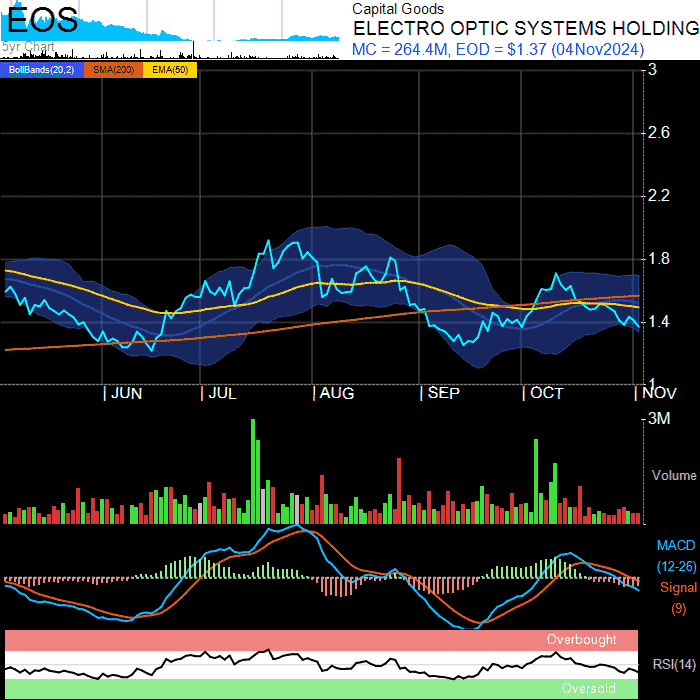 EOS
5yr Chart
Capital Goods
ELECTRO OPTIC SYSTEMS HOLDING
MC = 264.4M, EOD = $1.37 (04Nov2024)
BollBands(20,2) SMA(200) EMA(50)
3
2.6
2.2
1.8
1.4
1
JUN JUL AUG SEP OCT NOV
3M
Volume
MACD
(12-26)
Signal
(9)
Overbought
RSI(14)
Oversold